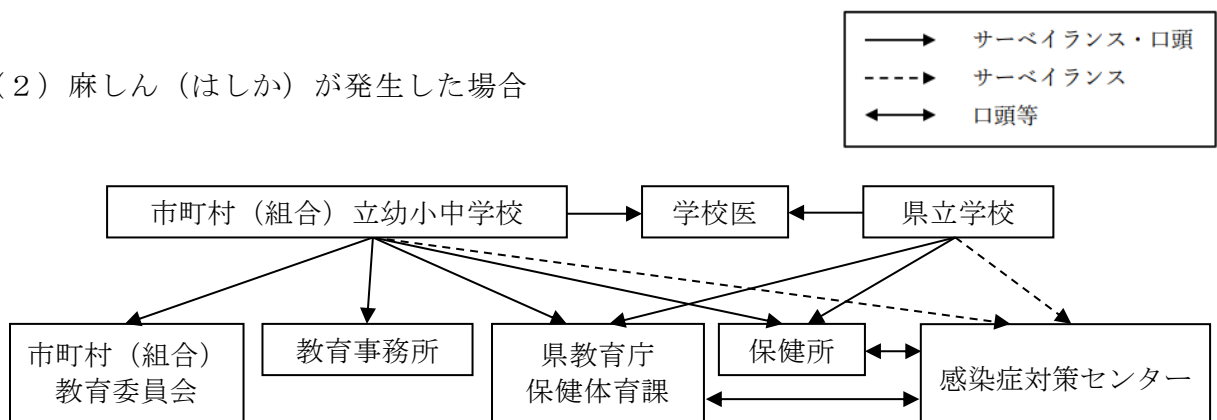 サーベイランス・口頭
サーベイランス
口頭等
(2)麻しん(はしか)が発生した場合
市町村(組合)立幼小中学校
学校医
県立学校
市町村(組合)
教育委員会
教育事務所
県教育庁
保健体育課
保健所
感染症対策センター